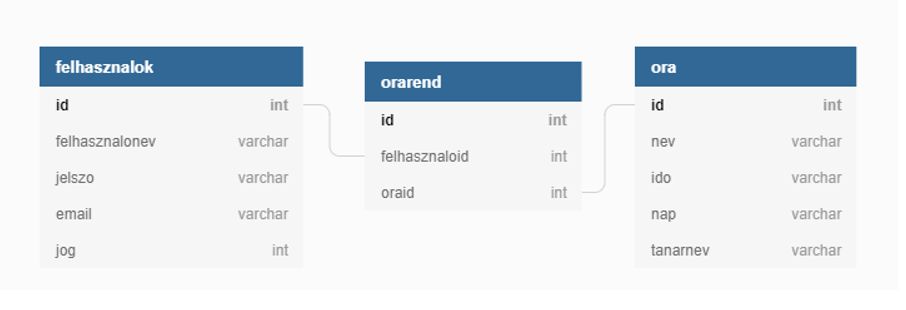 felhasznalok
id int
felhasznalonev varchar
jelszo varchar
email varchar
jog int
orarend
id int
felhasznaloid int
oraid int
ora
id int
nev varchar
ido varchar
nap varchar
tanarnev varchar